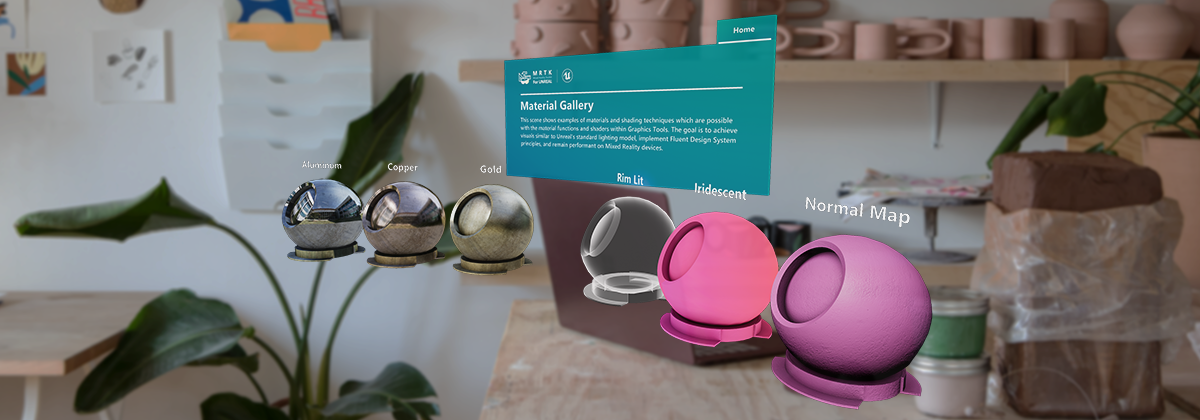 Home
MRTK
for UNREAL
Material Gallery
This scene shows examples of materials and shading techniques which are possible
with the material functions and shaders within Graphics Tools. The goal is to achieve
visuals similar to Unreal's standard lighting model, implement Fluent Design System
principles, and remain performant on Mixed Reality devices.
Aluminum
Copper
Gold
Rim Lit
Iridescent
Normal Map